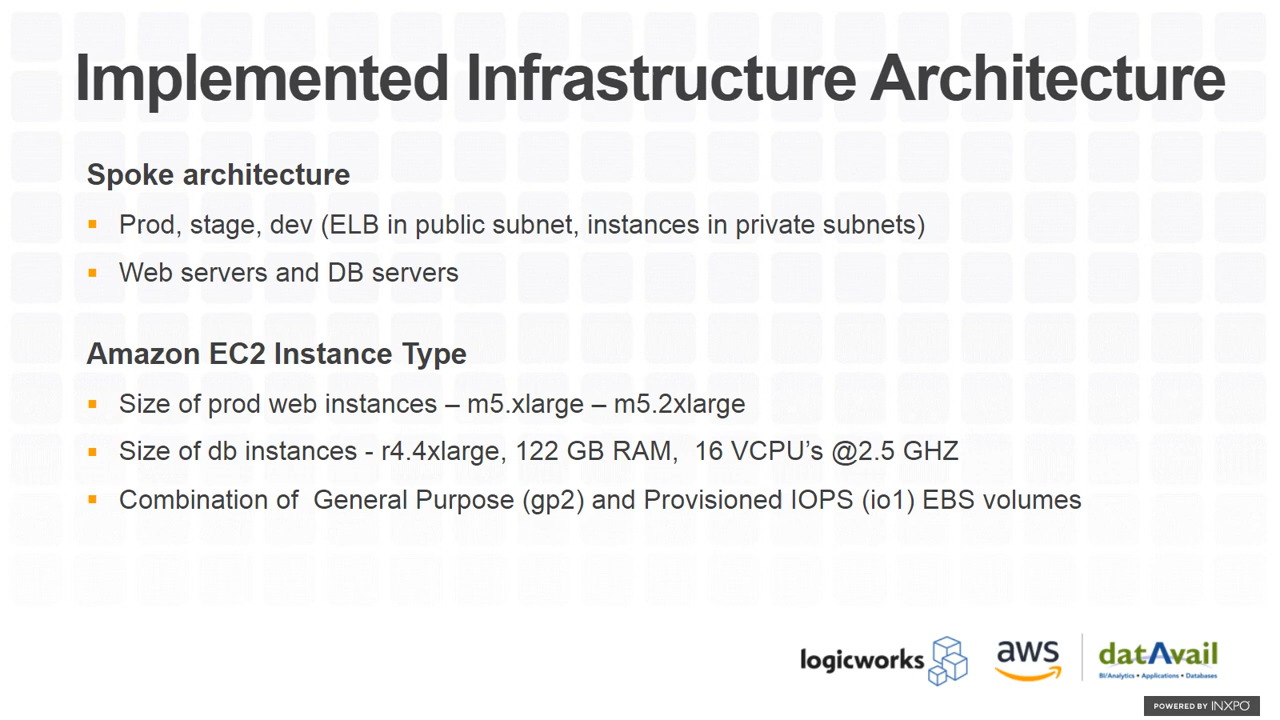 Implemented Infrastructure Architecture
Spoke architecture
Prod, stage, dev (ELB in public subnet, instances in private subnets)
Web servers and DB servers
Amazon EC2 Instance Type
Size of prod web instances – m5.xlarge – m5.2xlarge
Size of db instances - r4.4xlarge, 122 GB RAM,  16 VCPU’s @2.5 GHZ
Combination of  General Purpose (gp2) and Provisioned IOPS (io1) EBS volumes
logicworks
aws
datAvail
BI/Analytics • Applications • Databases
POWERED BY INXPO